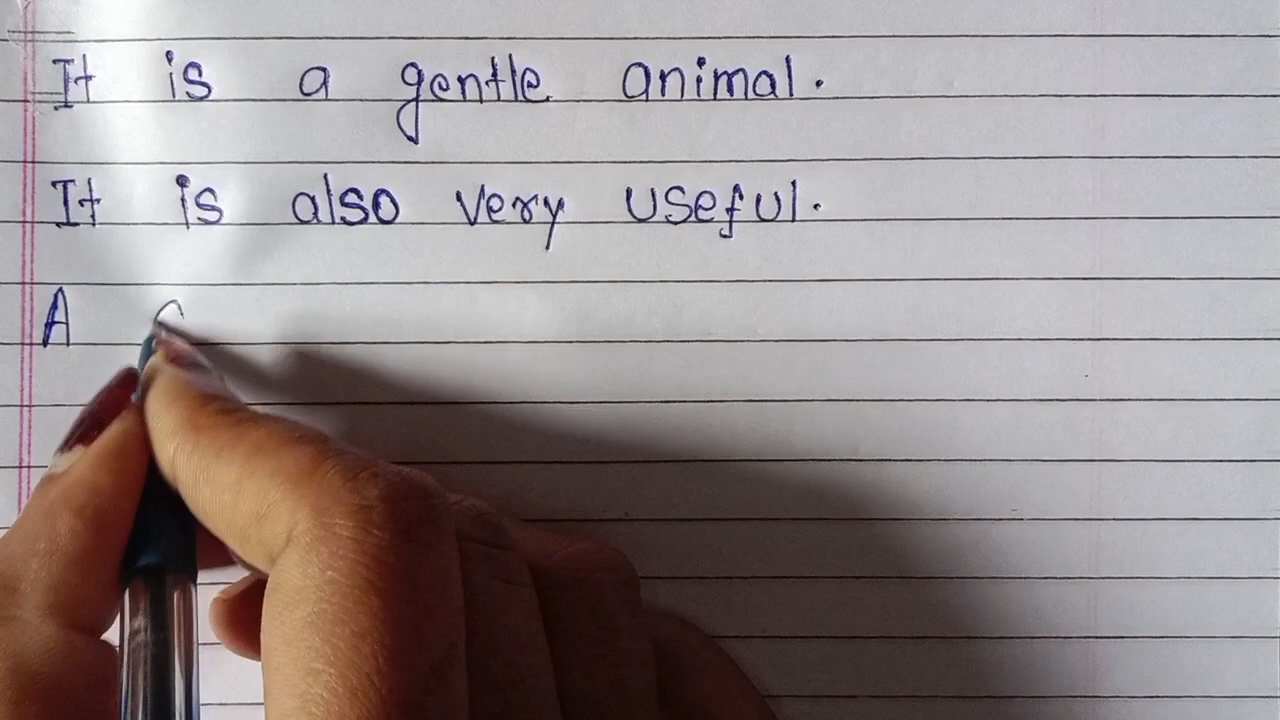 It is a gentle animal.
It is also very useful.
A